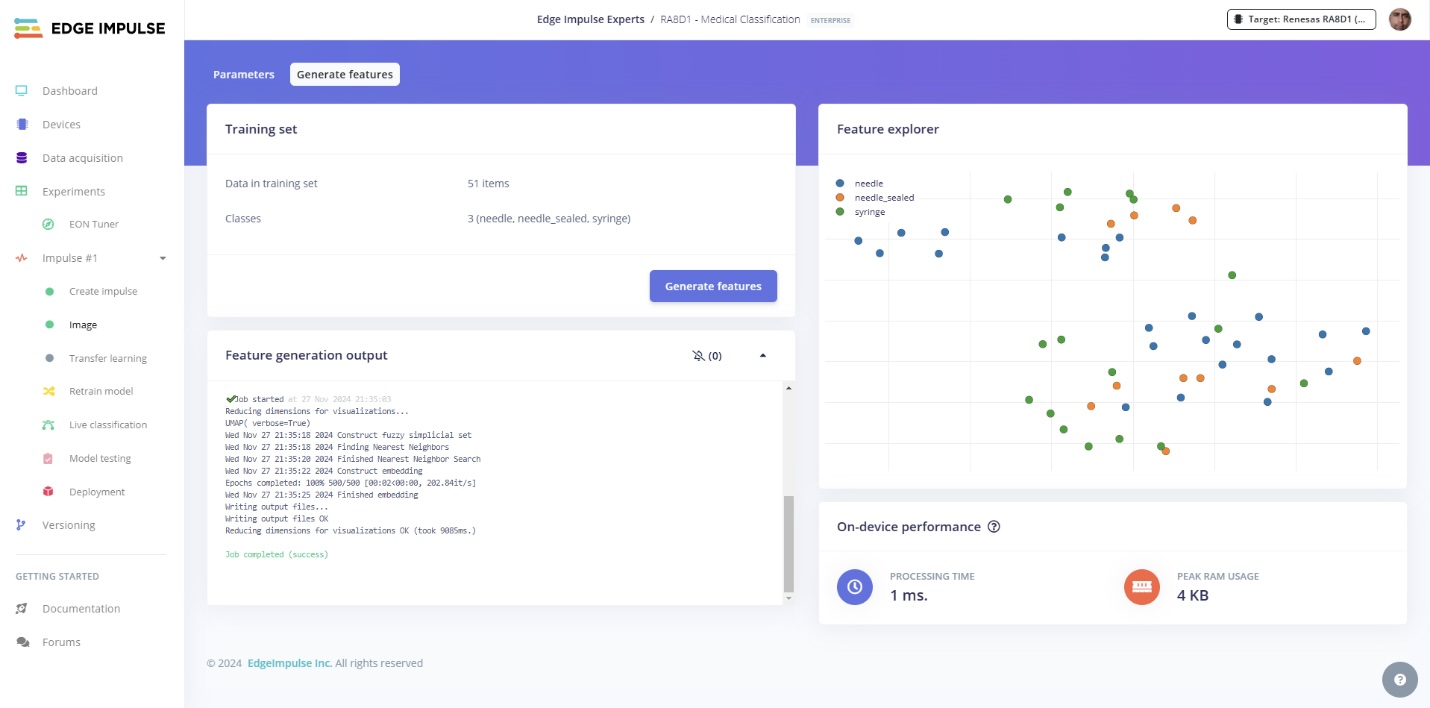 EDGE IMPULSE
Edge Impulse Experts / RA8D1 - Medical Classification ENTERPRISE
Target: Renesas RA8D1 (...
Dashboard
Devices
Data acquisition
Experiments
EON Tuner
Impulse #1
Create Impulse
Image
Transfer learning
Retrain model
Live classification
Model testing
Deployment
Versioning
GETTING STARTED
Documentation
Forums
Parameters
Generate features
Training set
Data in training set 51 items
Classes 3 (needle, needle_sealed, syringe)
Generate features
Feature generation output (0)
Job started at 27 Nov 2024 21:35:03
Reducing dimensions for visualizations...
UMAP( verbose=True)
Wed Nov 27 21:35:18 2024 Construct fuzzy simplicial set
Wed Nov 27 21:35:18 2024 Finding Nearest Neighbors
Wed Nov 27 21:35:20 2024 Finished Nearest Neighbor Search
Wed Nov 27 21:35:22 2024 Construct embedding
Epochs completed: 100% 500/500 [00:02<00:00, 202.84it/s]
Wed Nov 27 21:35:25 2024 Finished embedding
Writing output files...
Writing output files OK
Reducing dimensions for visualizations OK (took 9085ms.)
Job completed (success)
Feature explorer
needle
needle_sealed
syringe
On-device performance ?
PROCESSING TIME
1 ms.
PEAK RAM USAGE
4 KB
© 2024 EdgeImpulse Inc. All rights reserved
?